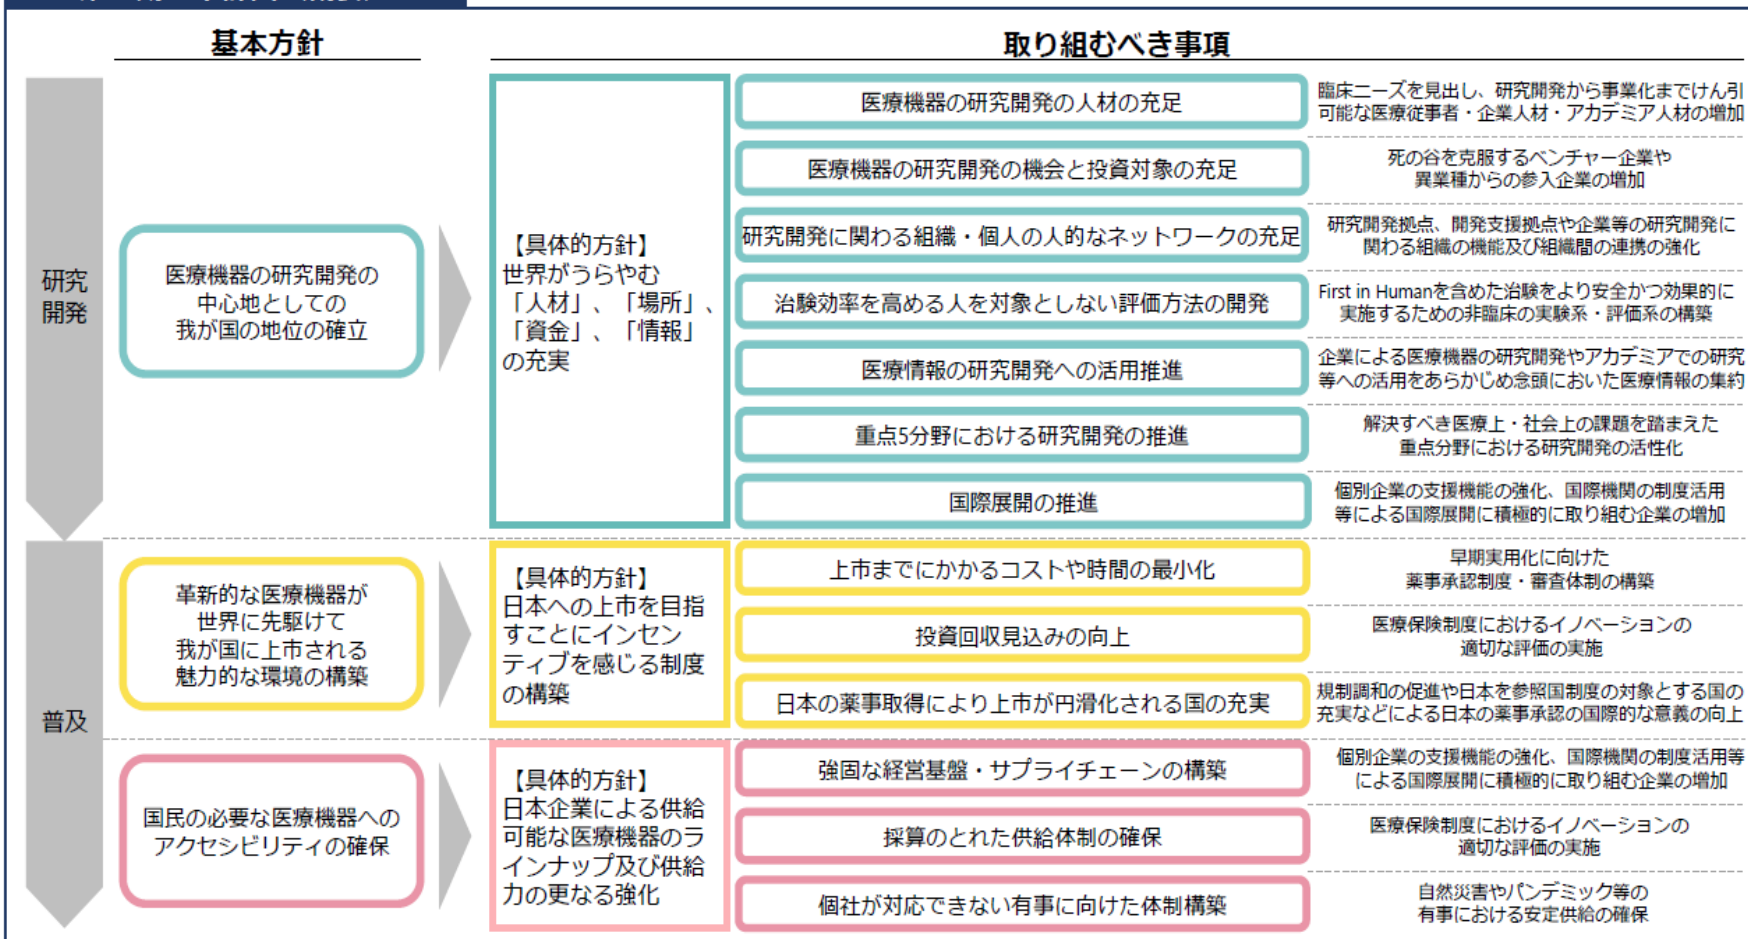 基本方針
取り組むべき事項
研究
開発
医療機器の研究開発の
中心地としての
我が国の地位の確立
【具体的方針】
世界がうらやむ
「人材」、「場所」、
「資金」、「情報」
の充実
医療機器の研究開発の人材の充足
臨床ニーズを見出し、研究開発から事業化までけん引
可能な医療従事者・企業人材・アカデミア人材の増加
医療機器の研究開発の機会と投資対象の充足
死の谷を克服するベンチャー企業や
異業種からの参入企業の増加
研究開発に関わる組織・個人の人的なネットワークの充足
研究開発拠点、開発支援拠点や企業等の研究開発に
関わる組織の機能及び組織間の連携の強化
治験効率を高める人を対象としない評価方法の開発
First in Humanを含めた治験をより安全かつ効果的に
実施するための非臨床の実験系・評価系の構築
医療情報の研究開発への活用推進
企業による医療機器の研究開発やアカデミアでの研究
等への活用をあらかじめ念頭においた医療情報の集約
重点5分野における研究開発の推進
解決すべき医療上・社会上の課題を踏まえた
重点分野における研究開発の活性化
国際展開の推進
個別企業の支援機能の強化、国際機関の制度活用
等による国際展開に積極的に取り組む企業の増加
普及
革新的な医療機器が
世界に先駆けて
我が国に上市される
魅力的な環境の構築
【具体的方針】
日本への上市を目指
すことにインセン
ティブを感じる制度
の構築
上市までにかかるコストや時間の最小化
早期実用化に向けた
薬事承認制度・審査体制の構築
投資回収見込みの向上
医療保険制度におけるイノベーションの
適切な評価の実施
日本の薬事取得により上市が円滑化される国の充実
規制調和の促進や日本を参照国制度の対象とする国の
充実などによる日本の薬事承認の国際的な意義の向上
国民の必要な医療機器への
アクセシビリティの確保
【具体的方針】
日本企業による供給
可能な医療機器のラ
インナップ及び供給
力の更なる強化
強固な経営基盤・サプライチェーンの構築
個別企業の支援機能の強化、国際機関の制度活用等
による国際展開に積極的に取り組む企業の増加
採算のとれた供給体制の確保
医療保険制度におけるイノベーションの
適切な評価の実施
個社が対応できない有事に向けた体制構築
自然災害やパンデミック等の
有事における安定供給の確保